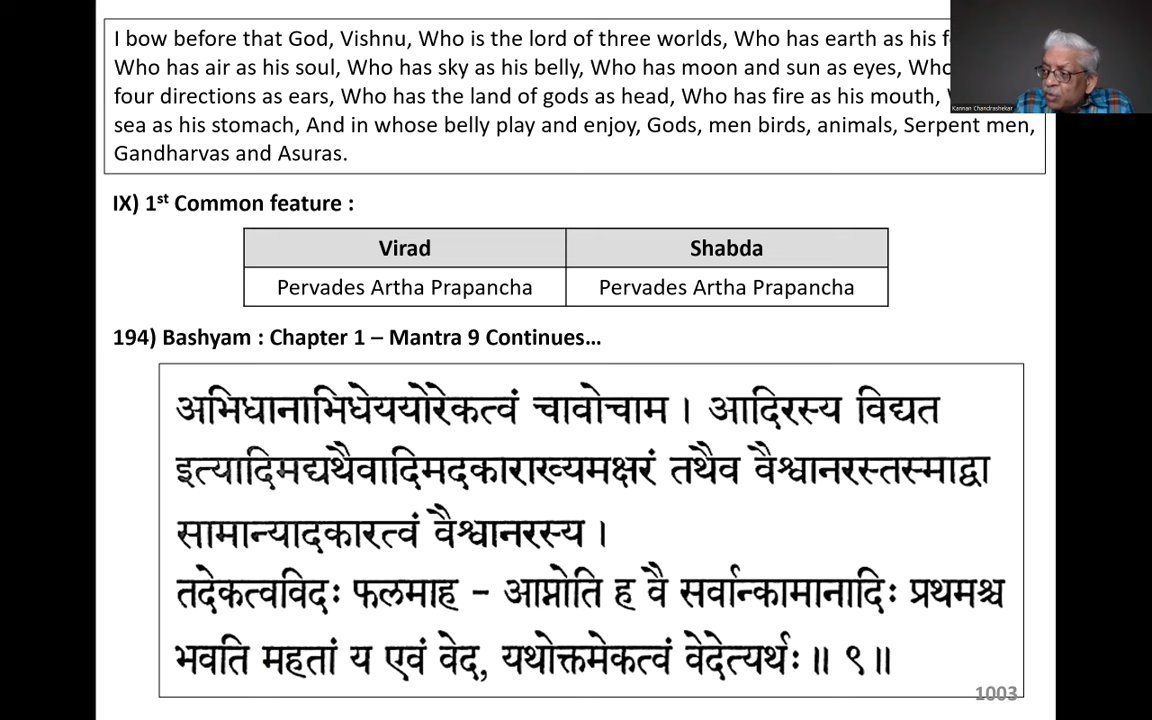 I bow before that God, Vishnu, Who is the lord of three worlds, Who has earth as his
Who has air as his soul, Who has sky as his belly, Who has moon and sun as eyes, Who
four directions as ears, Who has the land of gods as head, Who has fire as his mouth,
sea as his stomach, And in whose belly play and enjoy, Gods, men birds, animals, Serpent men,
Gandharvas and Asuras.
Kannan Chandrashekar
IX) 1st Common feature :
Virad Shabda
Pervades Artha Prapancha Pervades Artha Prapancha
194) Bashyam : Chapter 1 – Mantra 9 Continues…
अभिधानाभिधेययोरेकत्वं चावोचाम । आदिरस्य विद्यत
इत्यादिमद्यथैवादिमदकाराख्यमक्षरं तथैव वैश्वानरस्तस्माद्वा
सामान्यादकारत्वं वैश्वानरस्य ।
तदेकत्वविदः फलमाह – आप्नोति ह वै सर्वान्कामानादिः प्रथमश्च
भवति महतां य एवं वेद, यथोक्तमेकत्वं वेदेत्यर्थः ॥ ९ ॥
1003